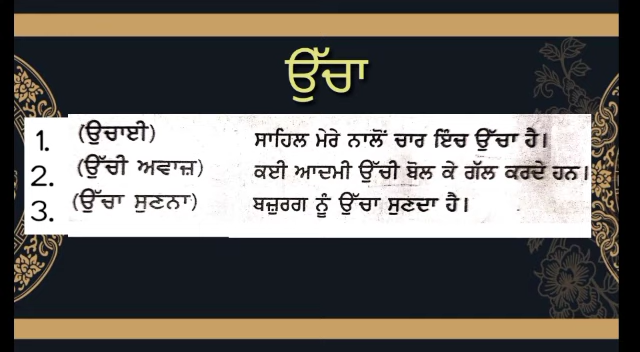 ਉੱਚਾ
1. (ਉਚਾਈ) ਸਾਹਿਲ ਮੇਰੇ ਨਾਲੋਂ ਚਾਰ ਇੰਚ ਉੱਚਾ ਹੈ।
2. (ਉੱਚੀ ਅਵਾਜ਼) ਕਈ ਆਦਮੀ ਉੱਚੀ ਬੋਲ ਕੇ ਗੱਲ ਕਰਦੇ ਹਨ।
3. (ਉੱਚਾ ਸੁਣਨਾ) ਬਜ਼ੁਰਗ ਨੂੰ ਉੱਚਾ ਸੁਣਦਾ ਹੈ।